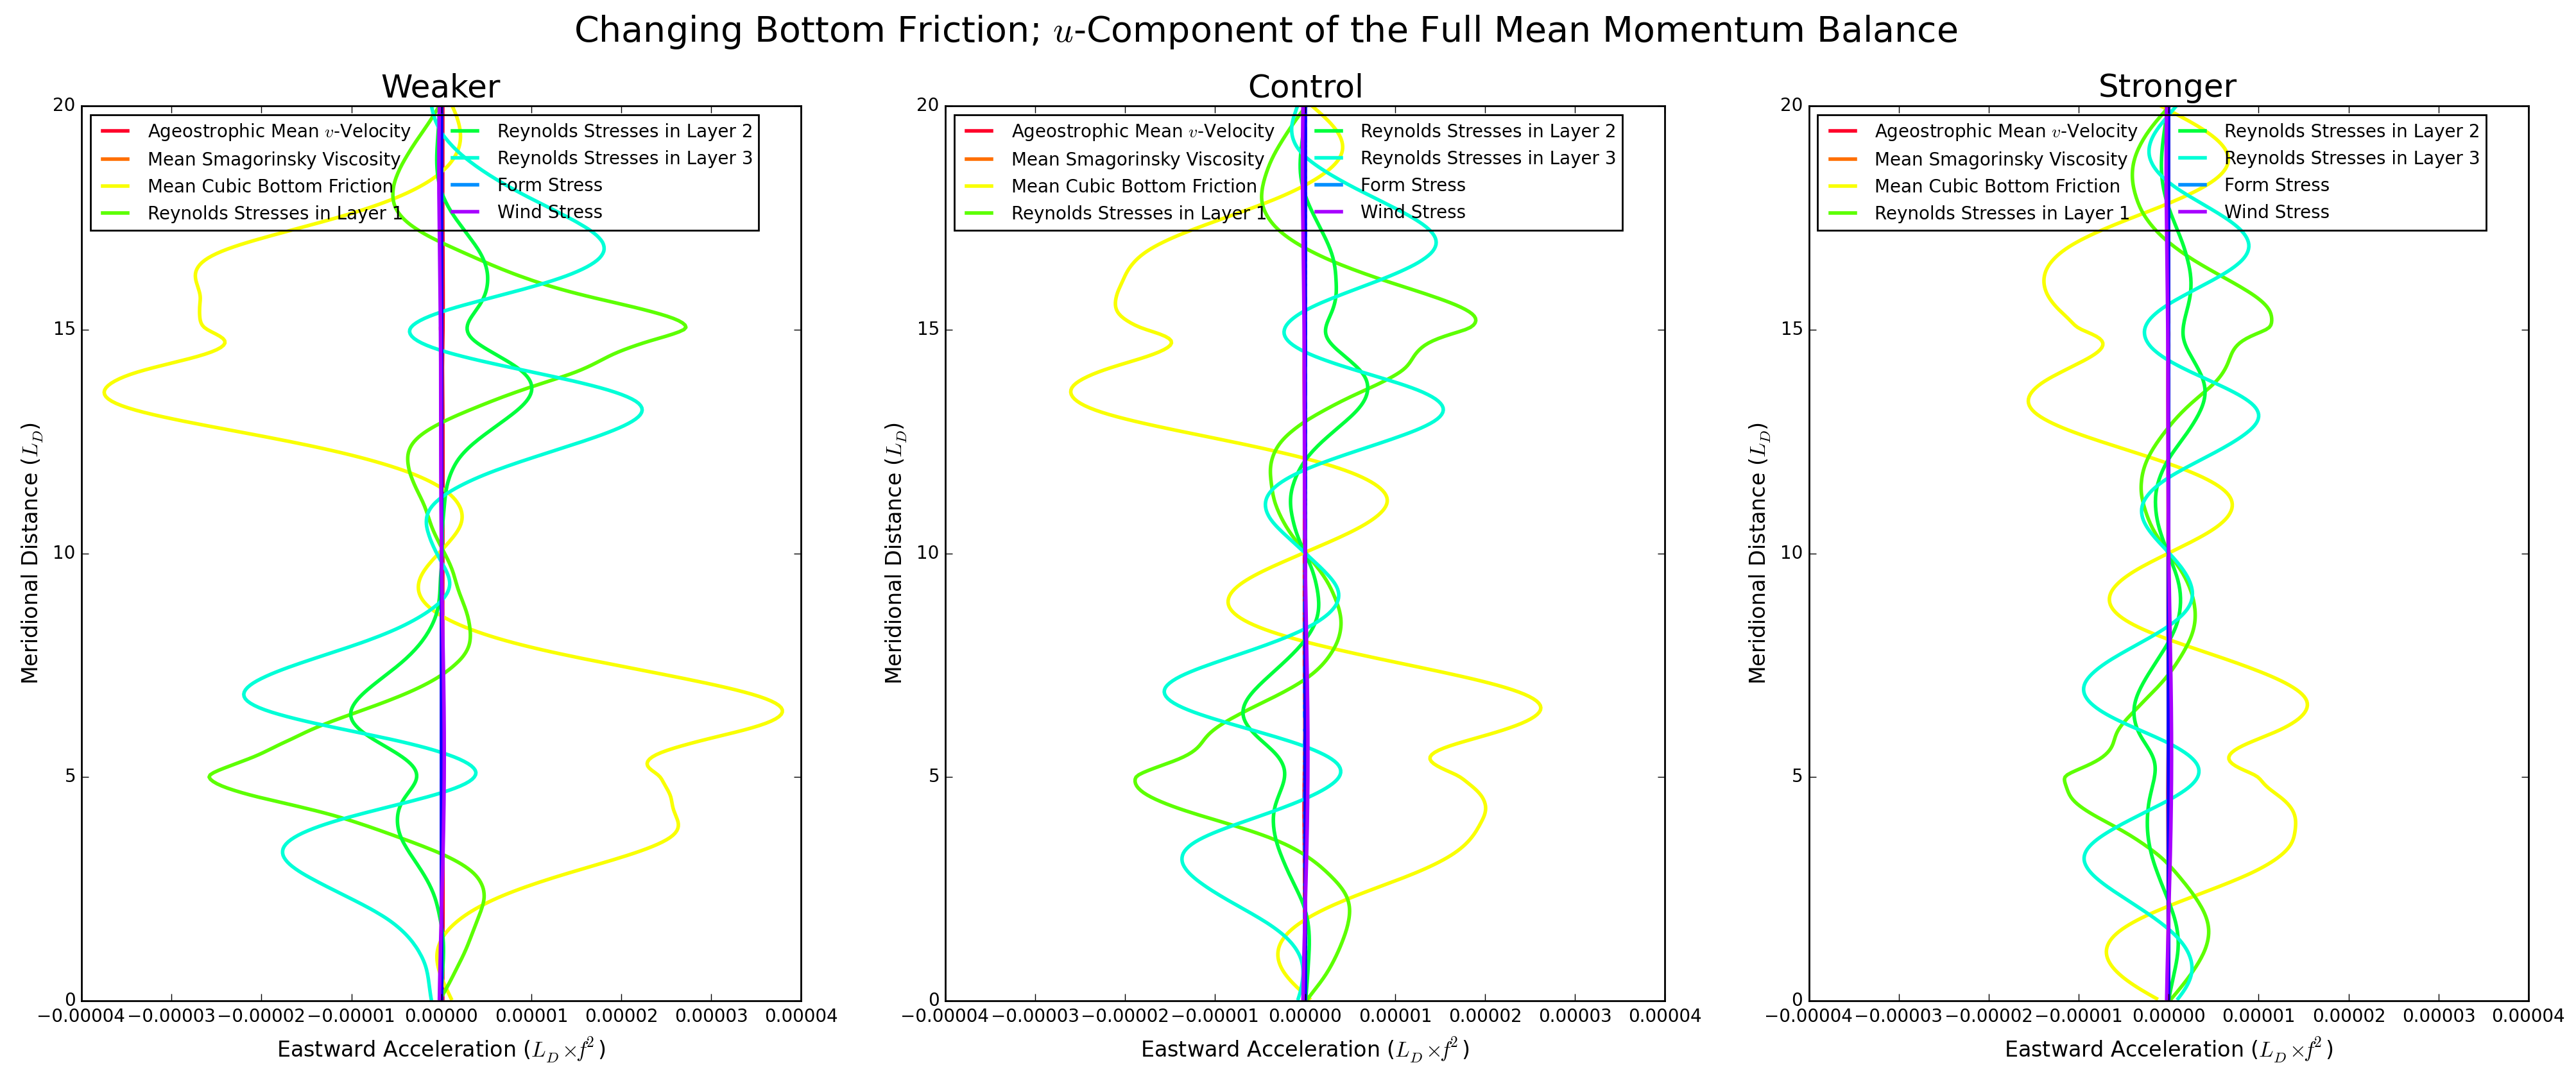 Changing Bottom Friction; u-Component of the Full Mean Momentum Balance
Weaker
Ageostrophic Mean v-Velocity
Mean Smagorinsky Viscosity
Mean Cubic Bottom Friction
Reynolds Stresses in Layer 1
Reynolds Stresses in Layer 2
Reynolds Stresses in Layer 3
Form Stress
Wind Stress
20
15
10
5
0
Meridional Distance (L_D)
−0.00004 −0.00003 −0.00002 −0.00001 0.00000 0.00001 0.00002 0.00003 0.00004
Eastward Acceleration (L_D × f²)
Control
Ageostrophic Mean v-Velocity
Mean Smagorinsky Viscosity
Mean Cubic Bottom Friction
Reynolds Stresses in Layer 1
Reynolds Stresses in Layer 2
Reynolds Stresses in Layer 3
Form Stress
Wind Stress
20
15
10
5
0
Meridional Distance (L_D)
−0.00004 −0.00003 −0.00002 −0.00001 0.00000 0.00001 0.00002 0.00003 0.00004
Eastward Acceleration (L_D × f²)
Stronger
Ageostrophic Mean v-Velocity
Mean Smagorinsky Viscosity
Mean Cubic Bottom Friction
Reynolds Stresses in Layer 1
Reynolds Stresses in Layer 2
Reynolds Stresses in Layer 3
Form Stress
Wind Stress
20
15
10
5
0
Meridional Distance (L_D)
−0.00004 −0.00003 −0.00002 −0.00001 0.00000 0.00001 0.00002 0.00003 0.00004
Eastward Acceleration (L_D × f²)